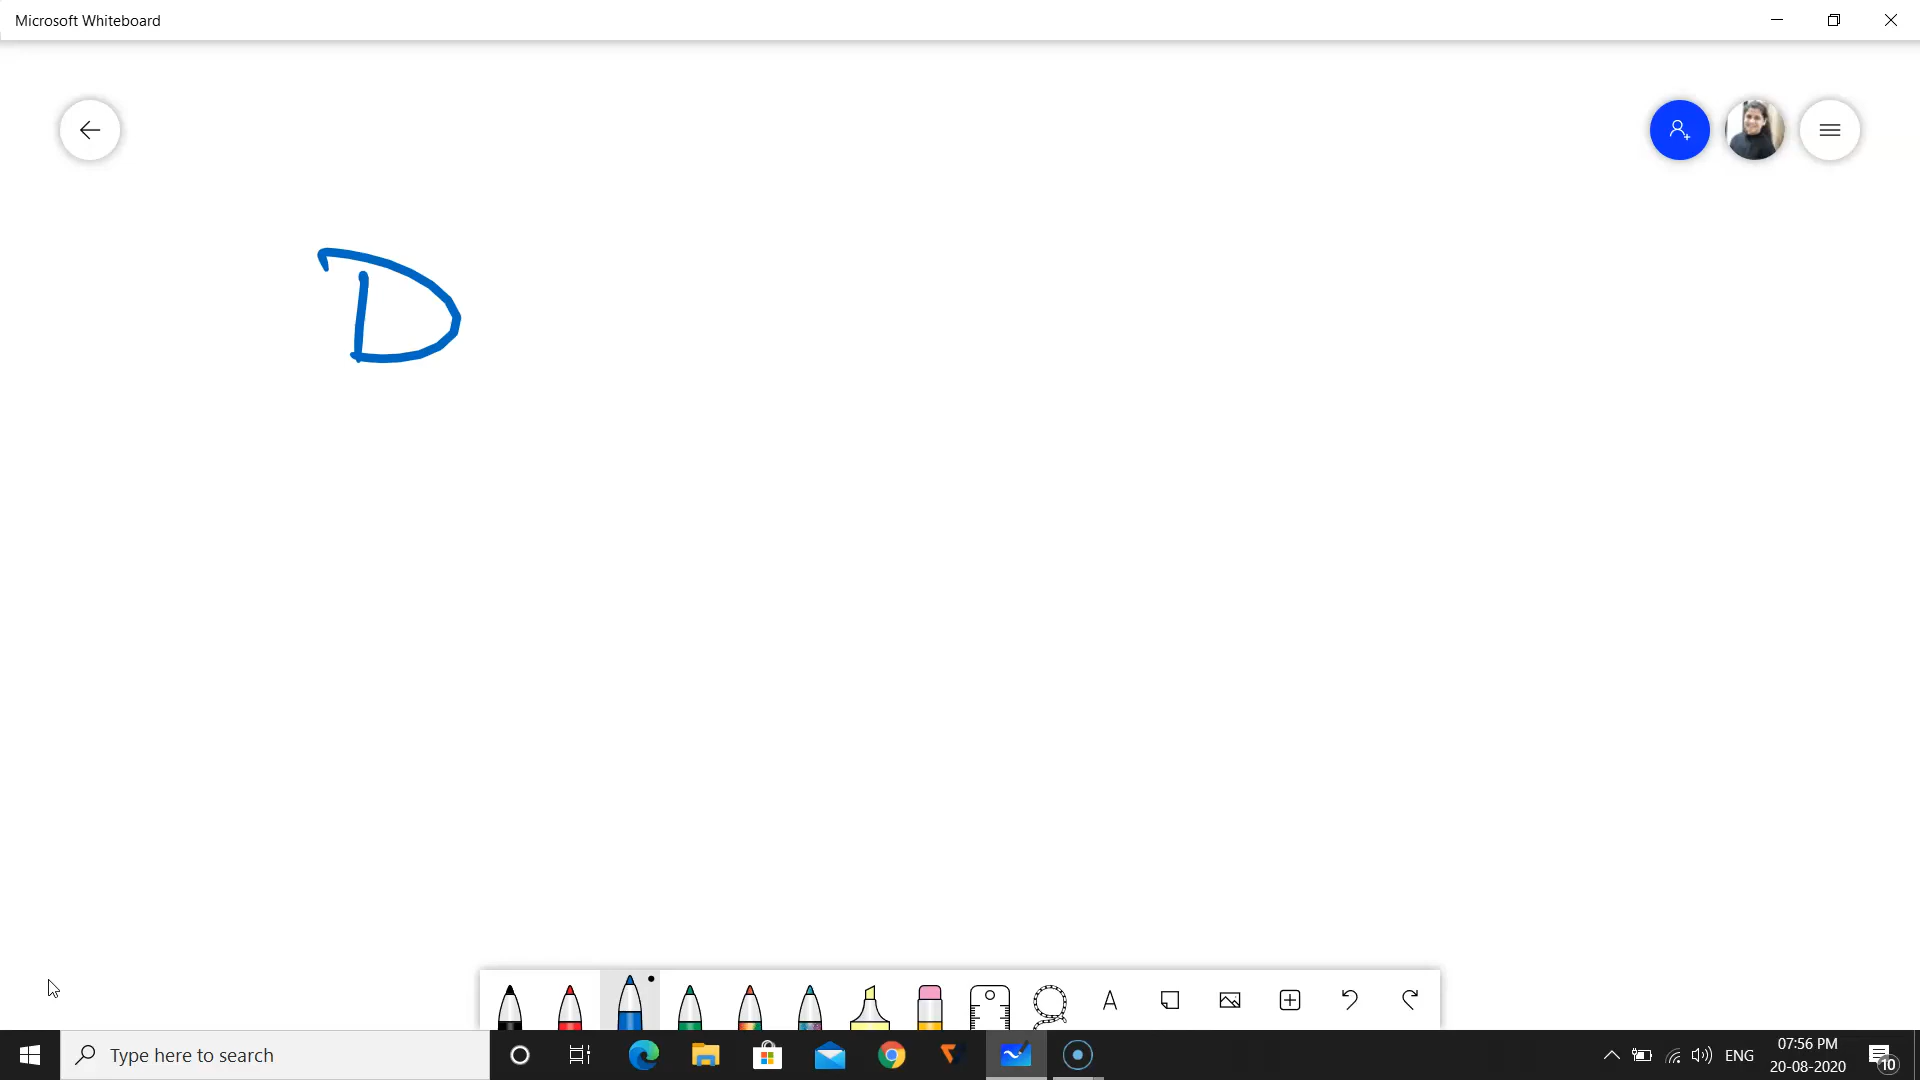 Microsoft Whiteboard
D
Type here to search
ENG
07:56 PM
20-08-2020
10